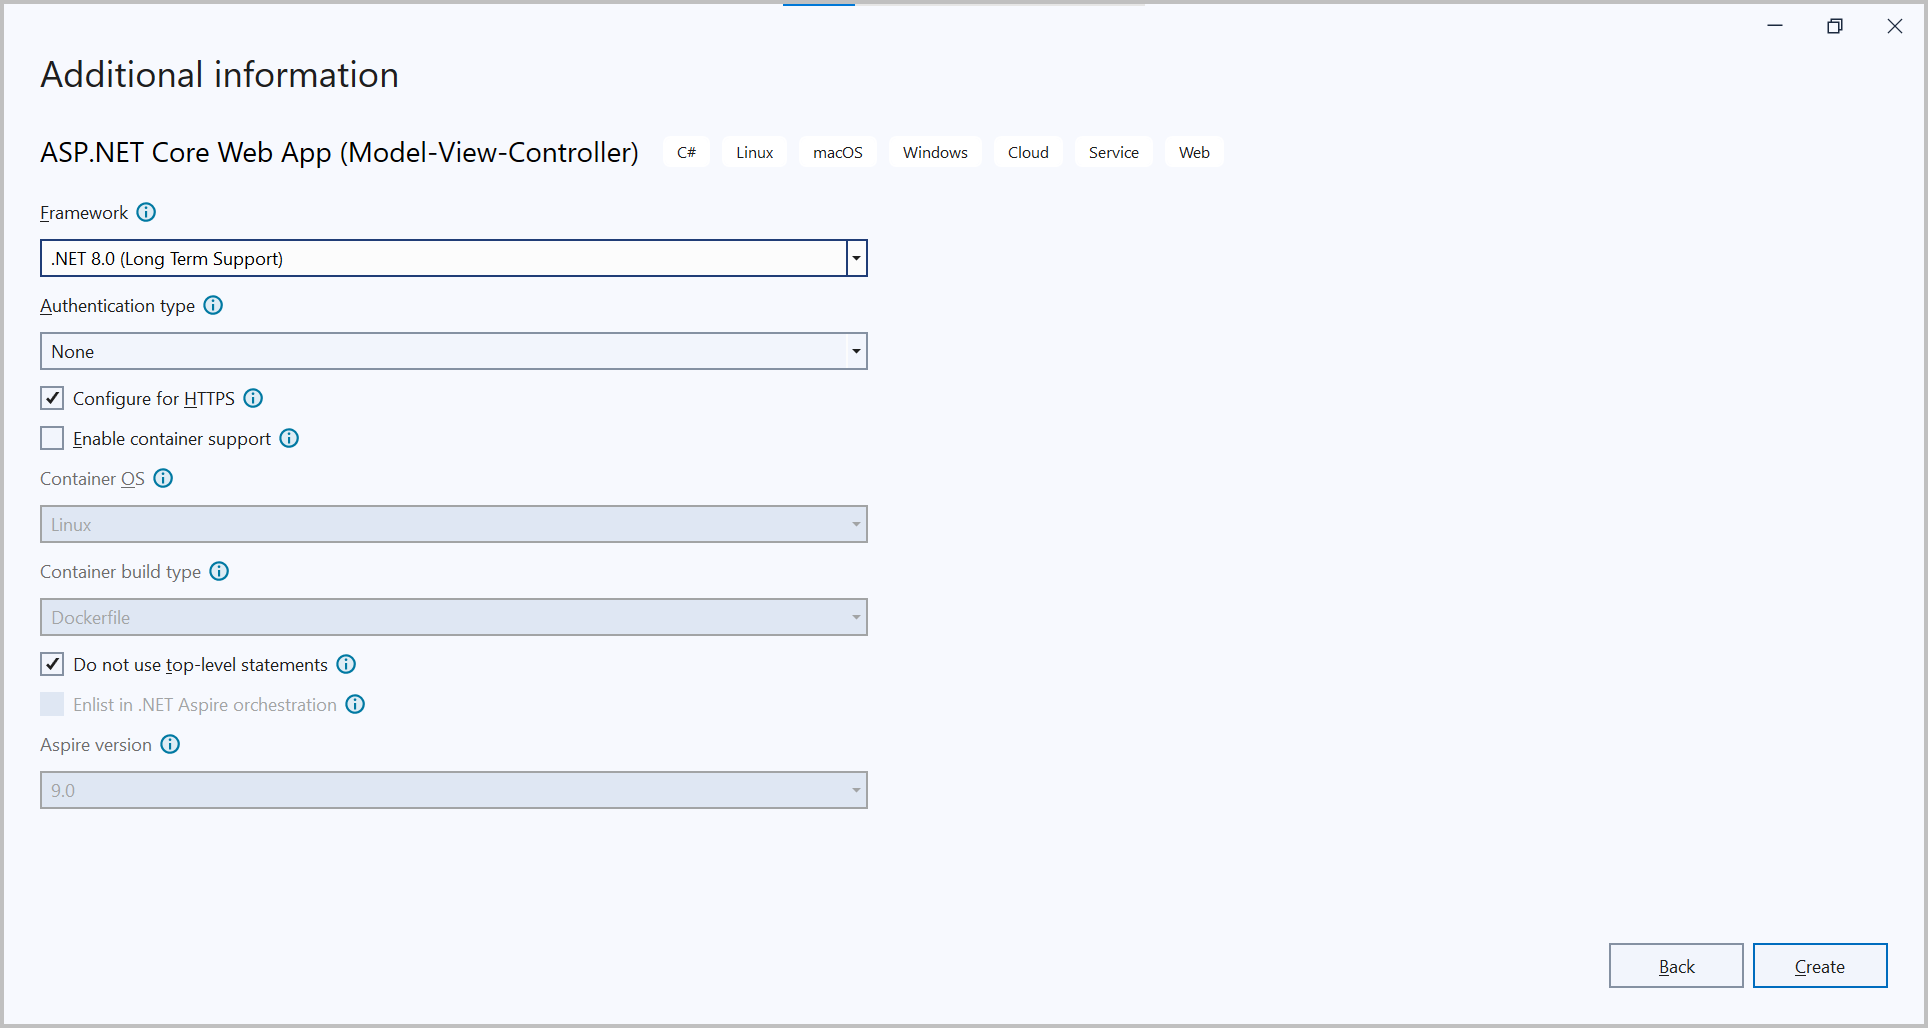 Additional information
ASP.NET Core Web App (Model-View-Controller) C# Linux macOS Windows Cloud Service Web
Framework
.NET 8.0 (Long Term Support)
Authentication type
None
Configure for HTTPS
Enable container support
Container OS
Linux
Container build type
Dockerfile
Do not use top-level statements
Enlist in .NET Aspire orchestration
Aspire version
9.0
Back Create